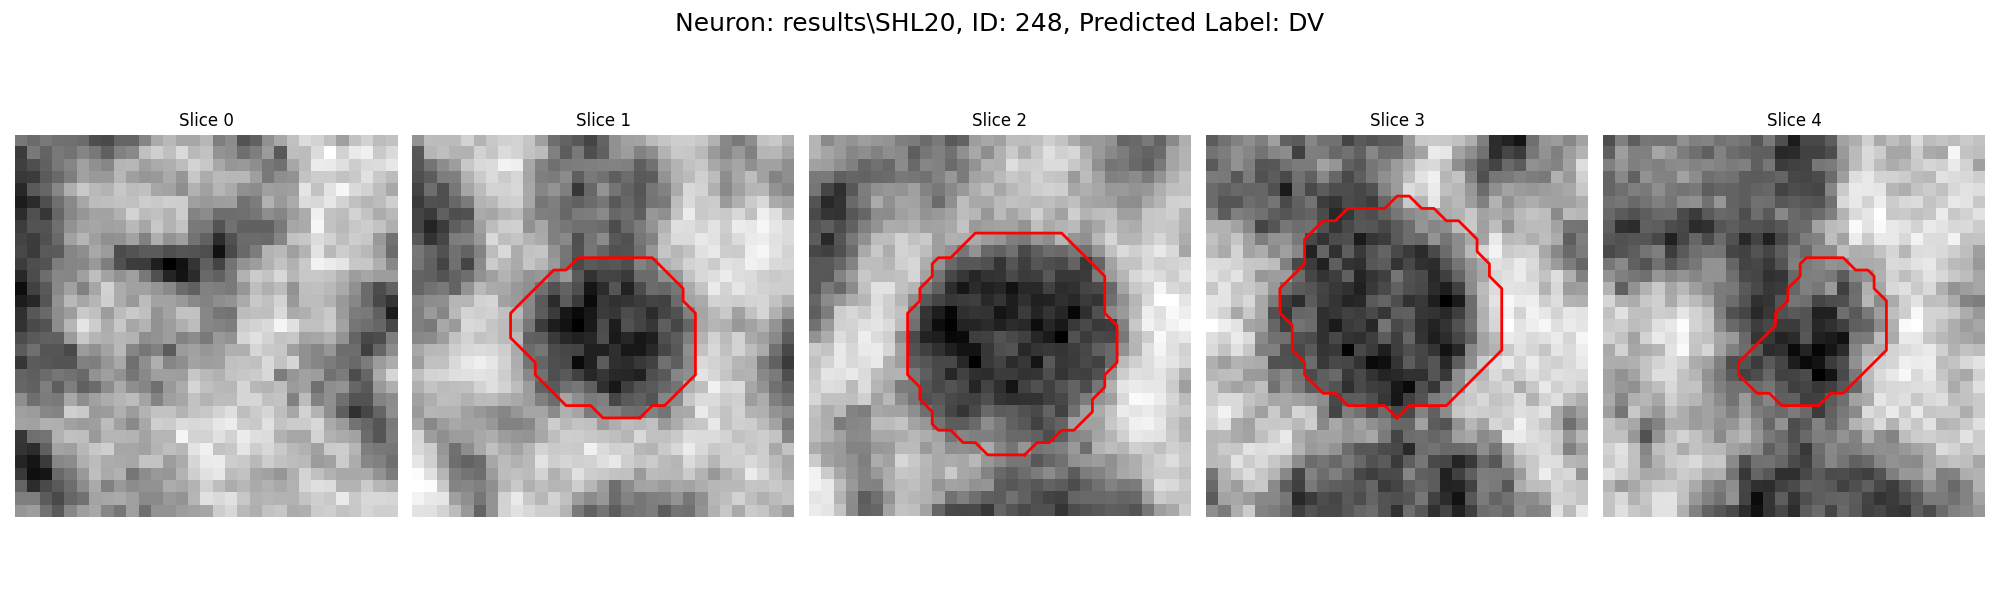 Neuron: results\SHL20, ID: 248, Predicted Label: DV
Slice 0
Slice 1
Slice 2
Slice 3
Slice 4